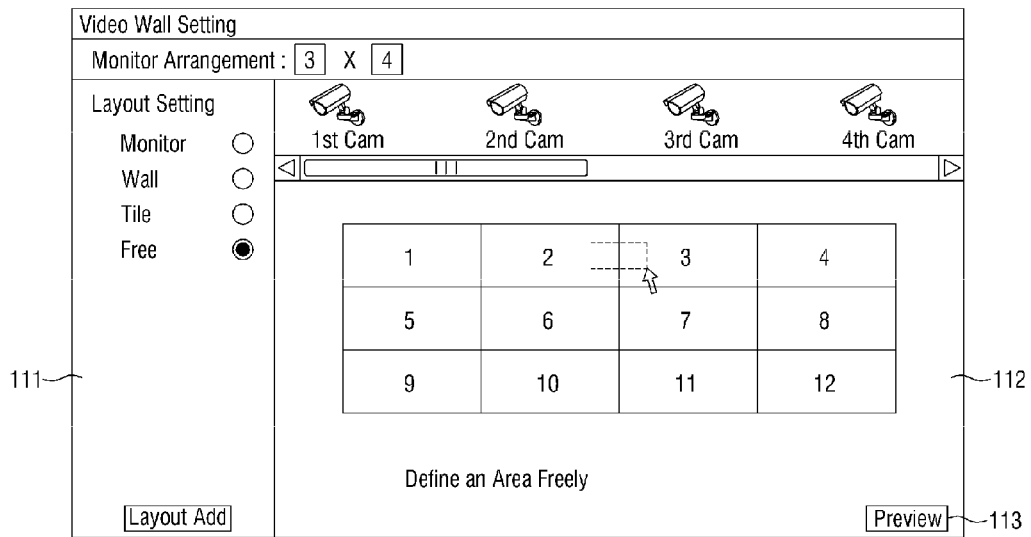 Video Wall Setting
Monitor Arrangement : 3 X 4
Layout Setting
Monitor
Wall
Tile
Free
1st Cam 2nd Cam 3rd Cam 4th Cam
1 2 3 4
5 6 7 8
9 10 11 12
111 112
Define an Area Freely
Layout Add
Preview 113